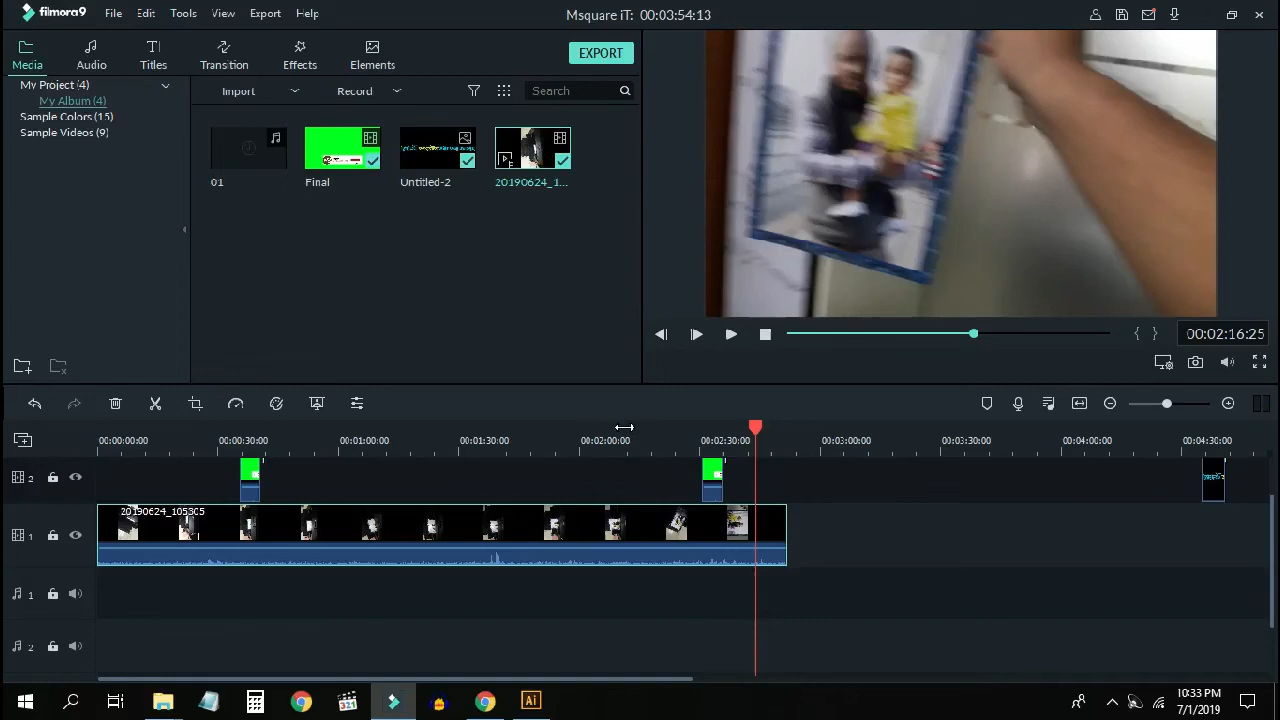 filmora9 File Edit Tools View Export Help Msquare iT: 00:03:54:13
Media Audio Titles Transition Effects Elements EXPORT
My Project (4)
My Album (4)
Sample Colors (15)
Sample Videos (9)
Import Record Search
01 Final Untitled-2 20190624_1...
00:02:16:25
00:00:00:00 00:00:30:00 00:01:00:00 00:01:30:00 00:02:00:00 00:02:30:00 00:03:00:00 00:03:30:00 00:04:00:00 00:04:30:00
2
20190624_105305
1
1
2
321 Ai 10:33 PM
7/1/2019